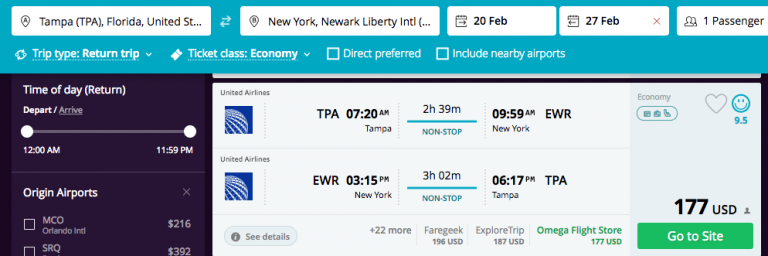 Tampa (TPA), Florida, United St...
New York, Newark Liberty Intl (...
20 Feb
27 Feb
1 Passenger
Trip type: Return trip
Ticket class: Economy
Direct preferred
Include nearby airports
Time of day (Return)
Depart / Arrive
12:00 AM
11:59 PM
Origin Airports
MCO
Orlando Intl
$216
SRQ
$392
United Airlines
TPA 07:20 AM
Tampa
2h 39m
NON-STOP
09:59 AM EWR
New York
United Airlines
EWR 03:15 PM
New York
3h 02m
NON-STOP
06:17 PM TPA
Tampa
See details
+22 more
Faregeek
196 USD
ExploreTrip
187 USD
Omega Flight Store
177 USD
Economy
9.5
177 USD
Go to Site